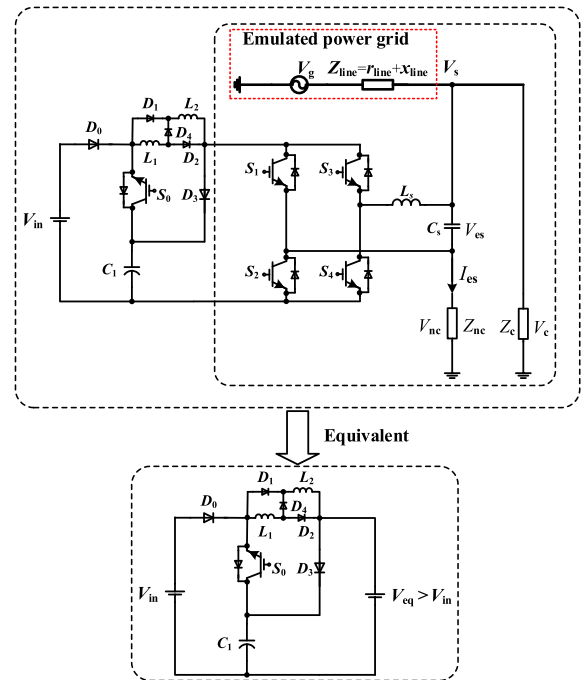 Emulated power grid
Vg
Zline=rline+xline
Vs
D1
L2
D0
D4
L1
D2
S1
S3
Ls
S0
D3
Vin
Cs
Ves
C1
S2
S4
Ies
Vnc
Znc
Zc
Vc
Equivalent
D1
L2
D0
D4
L1
D2
S0
D3
Vin
Veq > Vin
C1